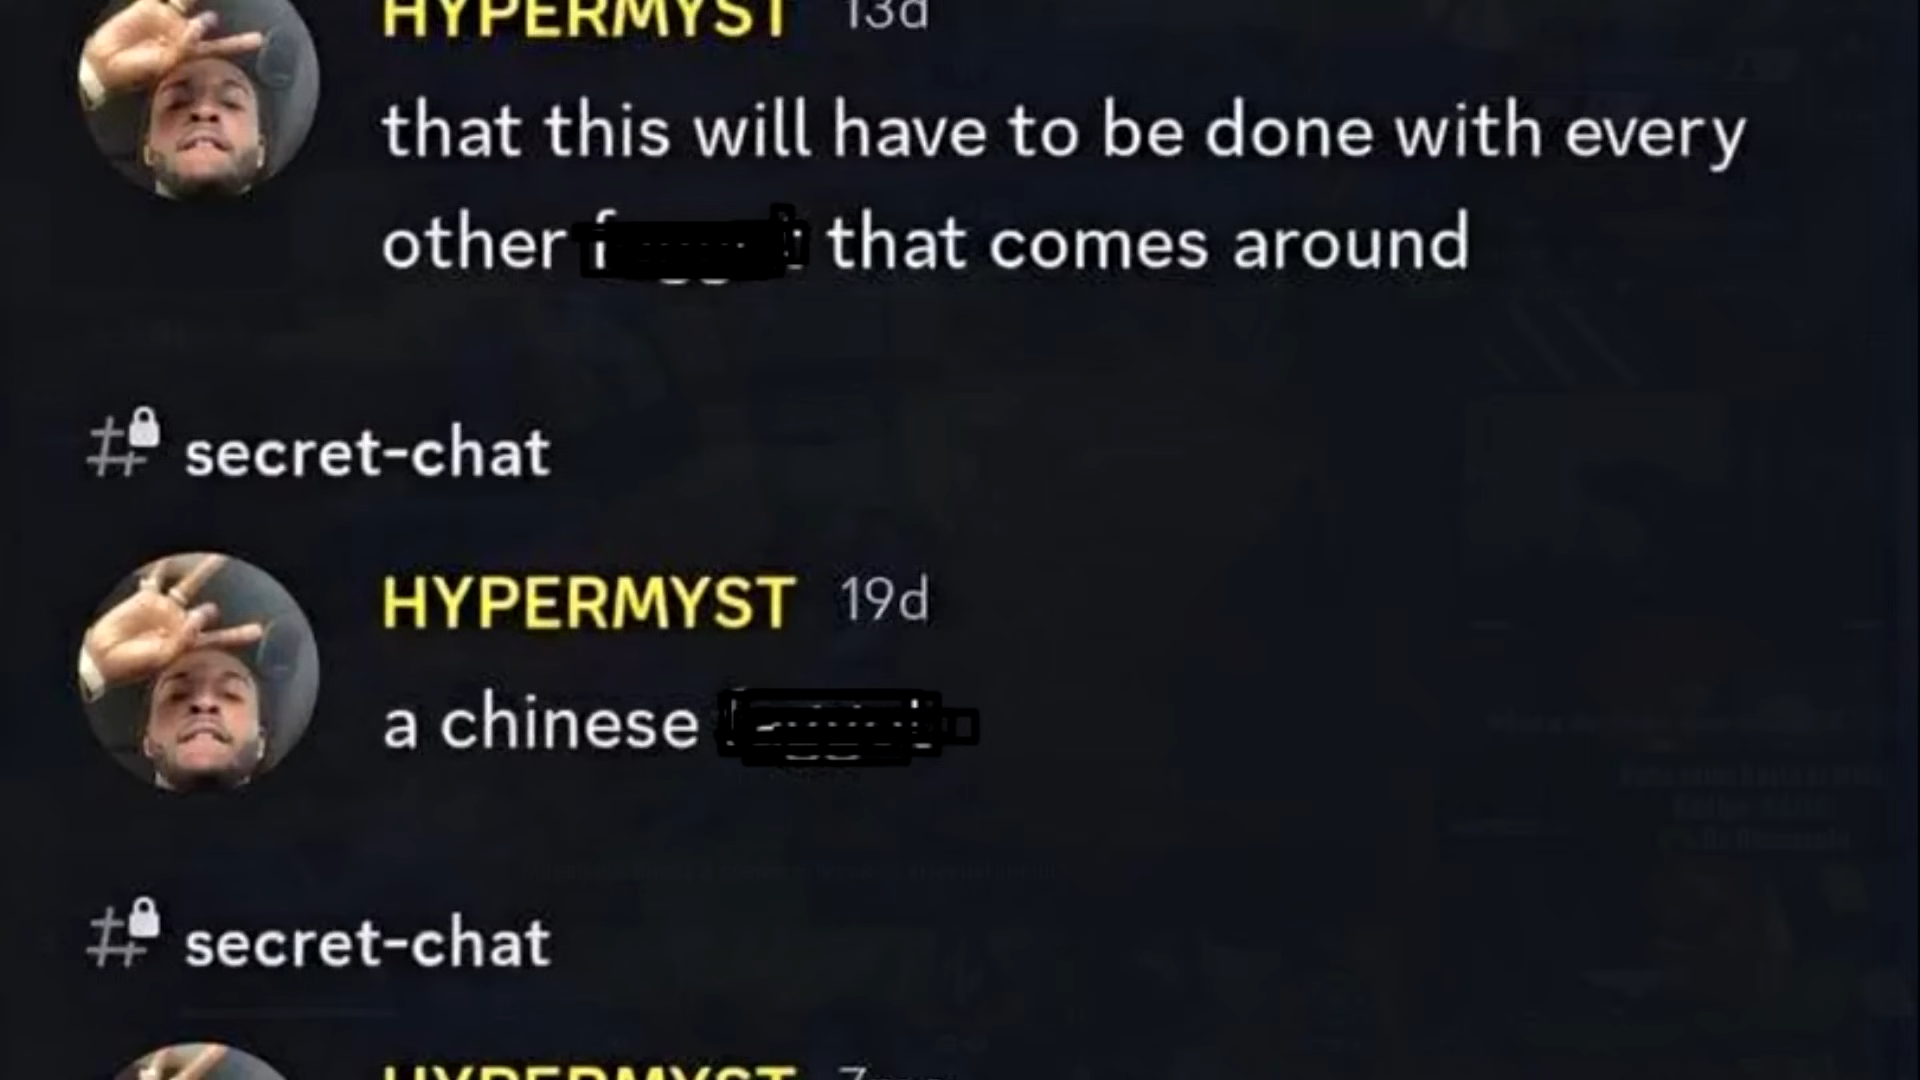 HYPERMYST 13d
that this will have to be done with every
other that comes around
secret-chat
HYPERMYST 19d
a chinese
secret-chat
HYPERMYST